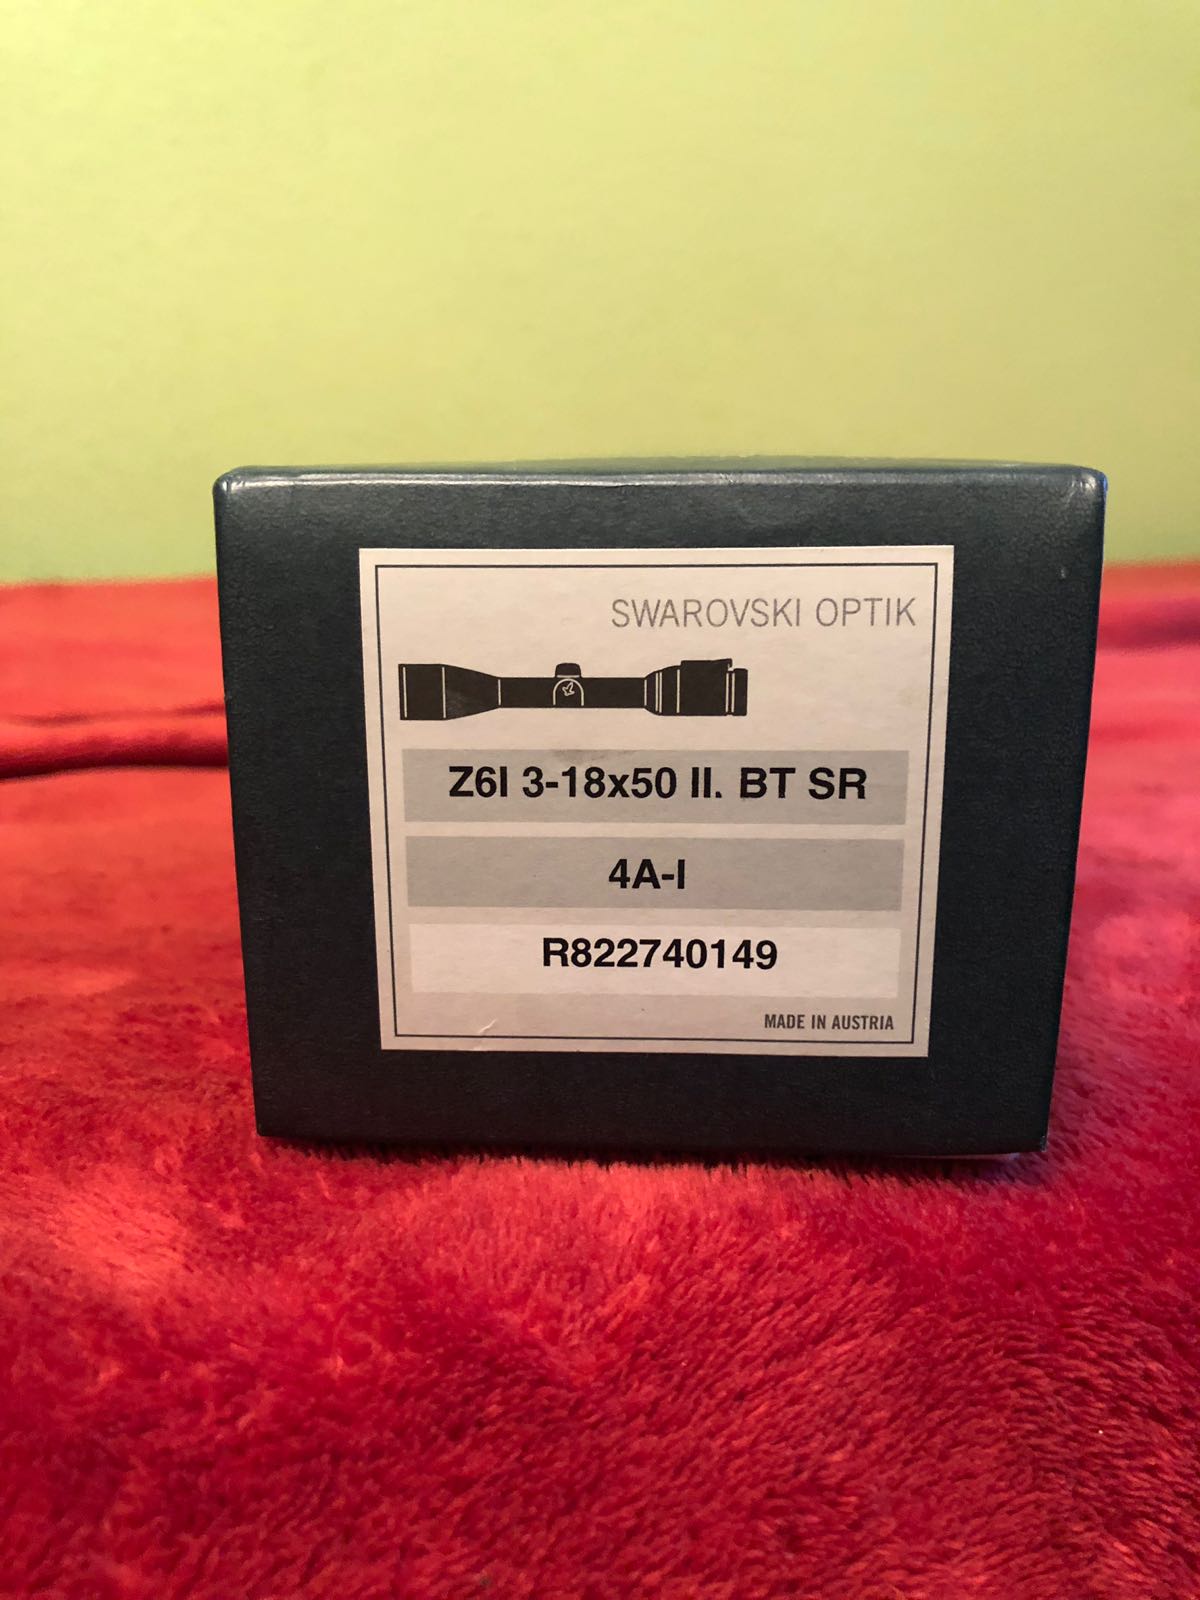 SWAROVSKI OPTIK
Z6I 3-18x50 II. BT SR
4A-I
R822740149
MADE IN AUSTRIA